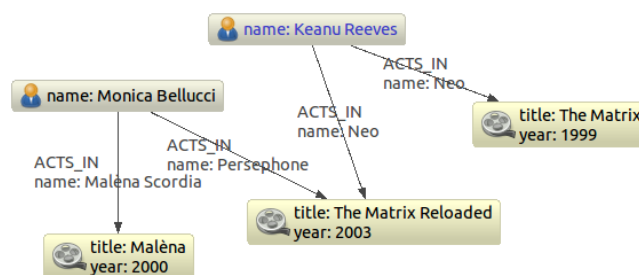 name: Keanu Reeves
ACTS_IN
name: Neo
name: Monica Bellucci
ACTS_IN
name: Neo
title: The Matrix
year: 1999
ACTS_IN
name: Persephone
ACTS_IN
name: Malèna Scordia
title: The Matrix Reloaded
year: 2003
title: Malèna
year: 2000